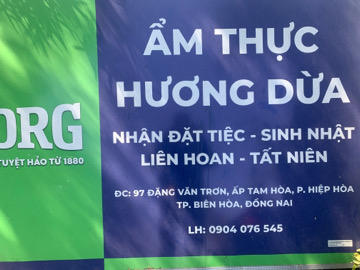 ẨM THỰC
HƯƠNG DỪA
ORG
TUYỆT HẢO TỪ 1880
NHẬN ĐẶT TIỆC - SINH NHẬT
LIÊN HOAN - TẤT NIÊN
ĐC: 97 ĐẶNG VĂN TRƠN, ẤP TAM HÒA, P. HIỆP HÒA
TP. BIÊN HÒA, ĐỒNG NAI
LH: 0904 076 545